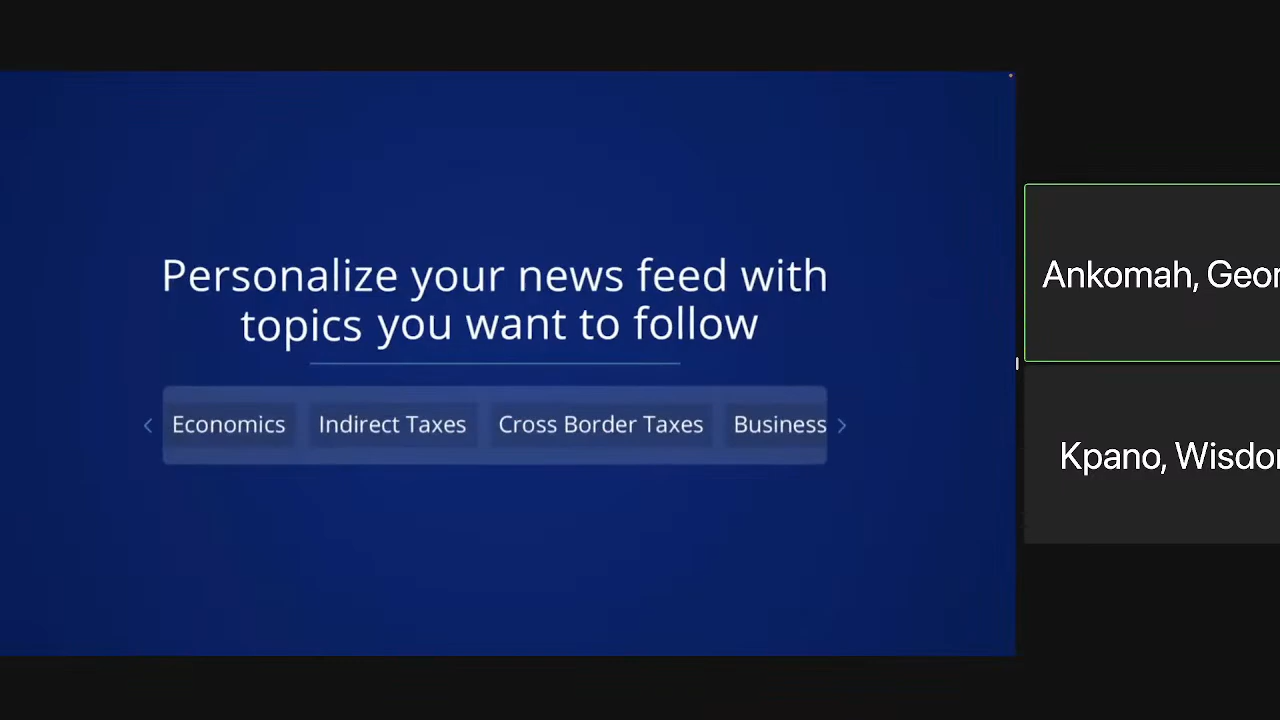 Personalize your news feed with
topics you want to follow
Economics
Indirect Taxes
Cross Border Taxes
Business
Ankomah, Geor
Kpano, Wisdo